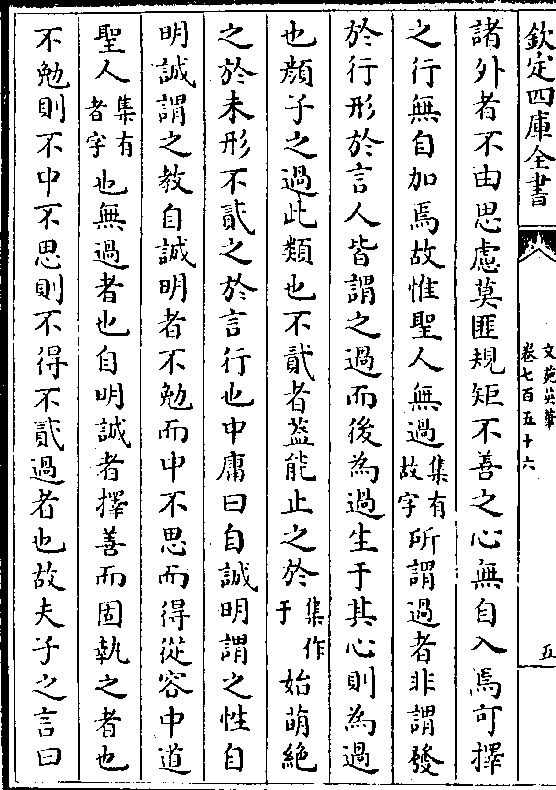 欽定四庫全書
文苑英華
卷七百五十六
五
諸外者不由思慮莫匪規矩不善之心無自入焉可擇
之行無自加焉故惟聖人無過集有故字所謂過者非謂發
於行形於言人皆謂之過而後為過生于其心則為過
也顔子之過此類也不貳者葢能止之於集作于始萌絶
之於未形不貳之於言行也中庸曰自誠明謂之性自
明誠謂之教自誠明者不勉而中不思而得從容中道
聖人集有者字也無過者也自明誠者擇善而固執之者也
不勉則不中不思則不得不貳過者也故夫子之言曰